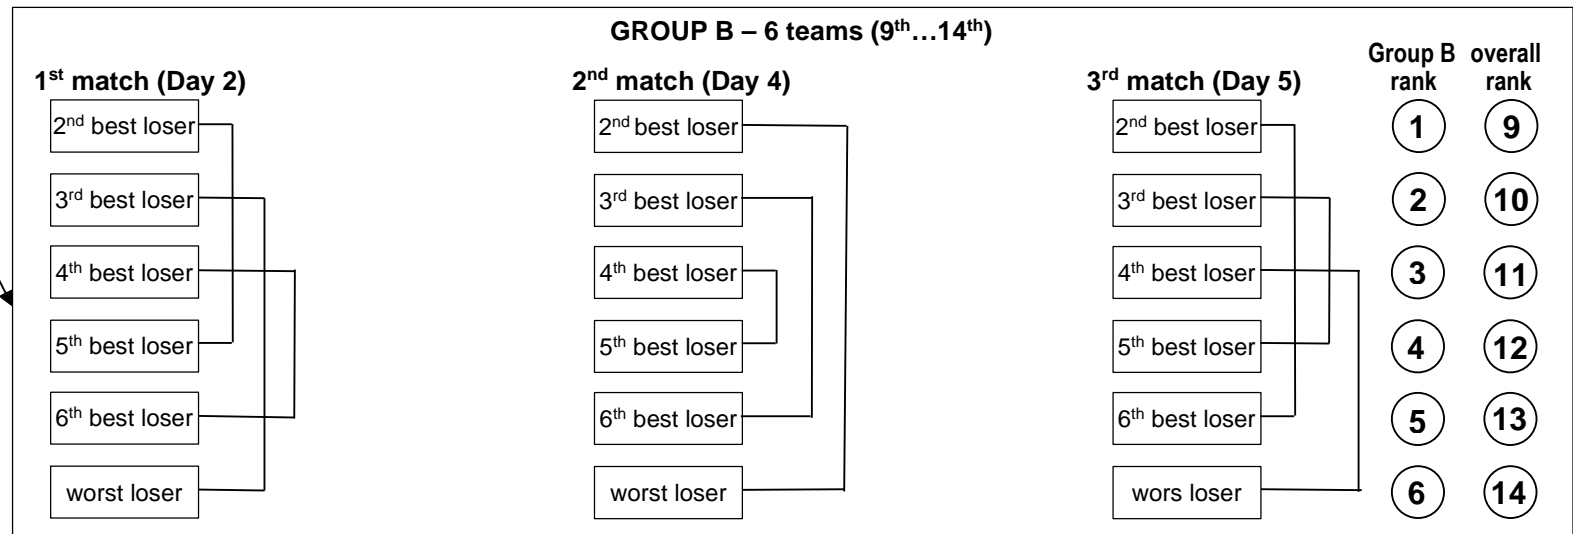 GROUP B – 6 teams (9th…14th)
Group B overall
rank rank
1st match (Day 2) 2nd match (Day 4) 3rd match (Day 5)
2nd best loser 2nd best loser 2nd best loser 1 9
3rd best loser 3rd best loser 3rd best loser 2 10
4th best loser 4th best loser 4th best loser 3 11
5th best loser 5th best loser 5th best loser 4 12
6th best loser 6th best loser 6th best loser 5 13
worst loser worst loser wors loser 6 14